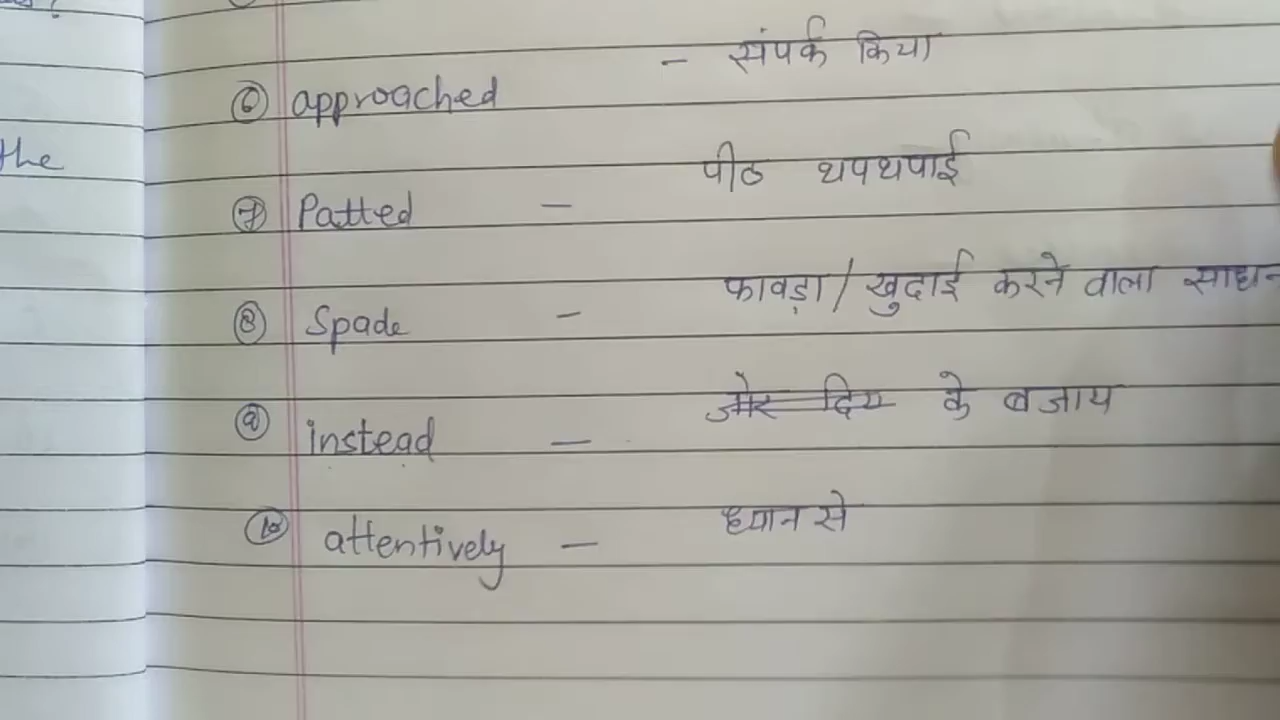 the
⑥ approached - संपर्क किया
⑦ Patted - पीठ थपथपाई
⑧ Spade - फावड़ा / खुदाई करने वाला साधन
⑨ instead - के बजाय
⑩ attentively - ध्यान से